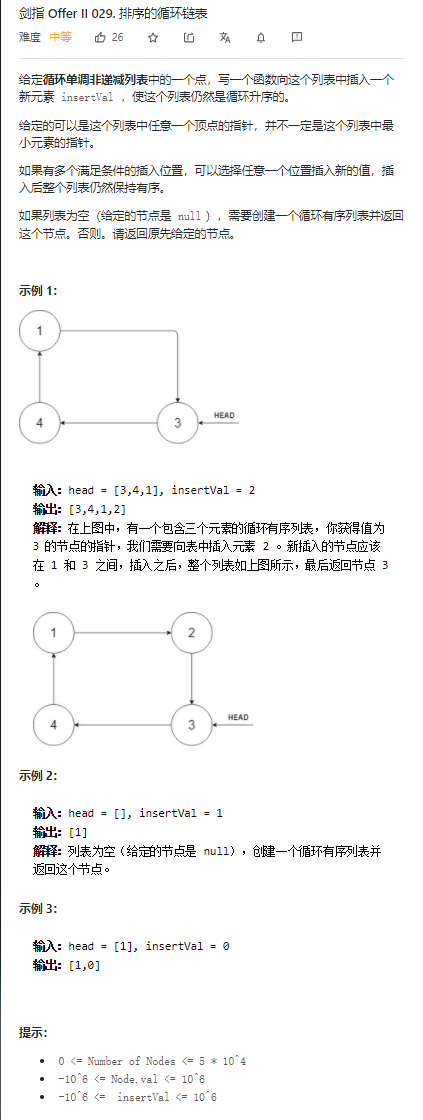 剑指 Offer II 029. 排序的循环链表
难度 中等 26
给定循环单调非递减列表中的一个点，写一个函数向这个列表中插入一个
新元素 insertVal ，使这个列表仍然是循环升序的。
给定的可以是这个列表中任意一个顶点的指针，并不一定是这个列表中最
小元素的指针。
如果有多个满足条件的插入位置，可以选择任意一个位置插入新的值，插
入后整个列表仍然保持有序。
如果列表为空（给定的节点是 null ），需要创建一个循环有序列表并返回
这个节点。否则。请返回原先给定的节点。
示例 1：
1
4
3
HEAD
输入：head = [3,4,1], insertVal = 2
输出：[3,4,1,2]
解释：在上图中，有一个包含三个元素的循环有序列表，你获得值为
3 的节点的指针，我们需要向表中插入元素 2 。新插入的节点应该
在 1 和 3 之间，插入之后，整个列表如上图所示，最后返回节点 3
。
1
2
4
3
HEAD
示例 2：
输入：head = [], insertVal = 1
输出：[1]
解释：列表为空（给定的节点是 null），创建一个循环有序列表并
返回这个节点。
示例 3：
输入：head = [1], insertVal = 0
输出：[1,0]
提示：
• 0 <= Number of Nodes <= 5 * 10^4
• -10^6 <= Node.val <= 10^6
• -10^6 <= insertVal <= 10^6